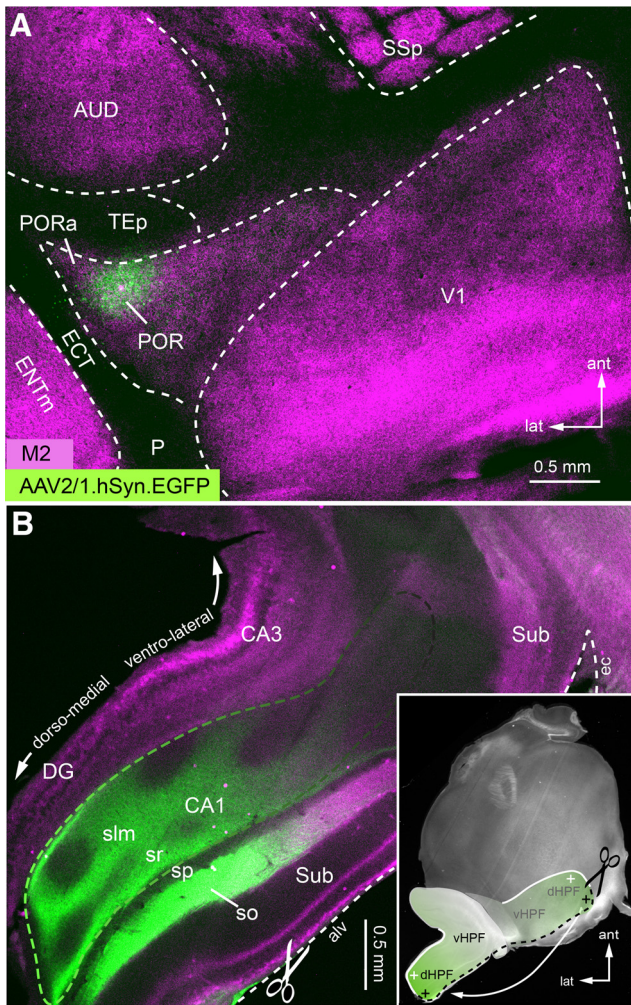 A
SSp
AUD
PORa
TEp
V1
POR
ECT
ENTm
ant
lat
P
M2
0.5 mm
AAV2/1.hSyn.EGFP
B
ventro-lateral
CA3
Sub
ec
dorso-medial
DG
CA1
slm
sr
sp
Sub
so
alv
0.5 mm
dHPF
vHPF
vHPF
dHPF
ant
lat